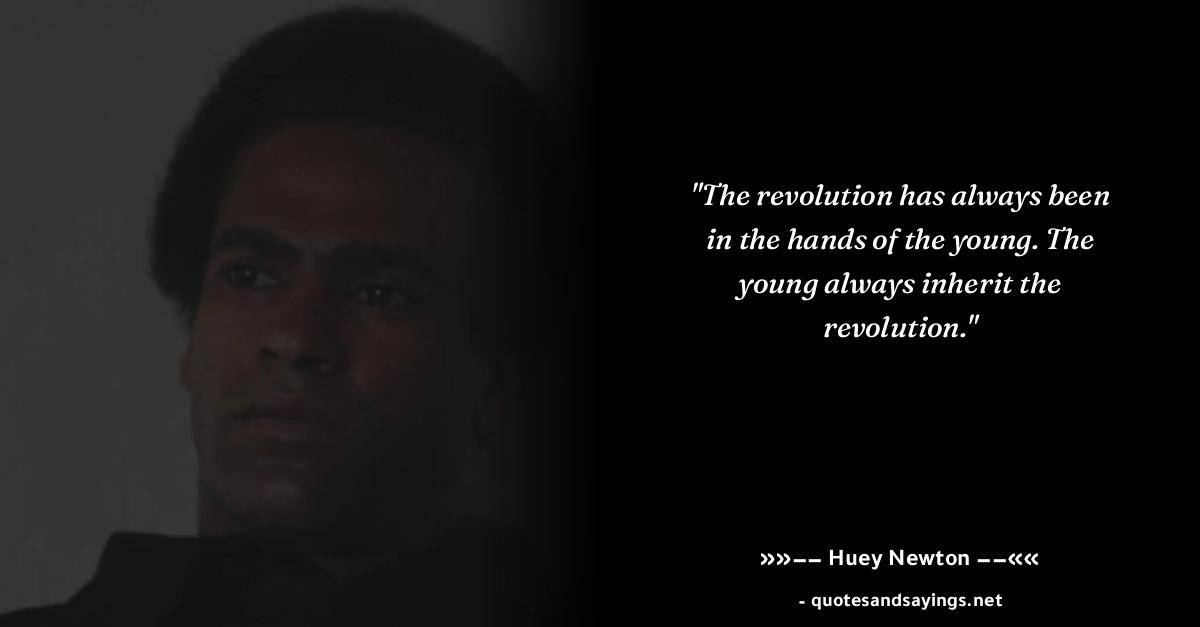 "The revolution has always been
in the hands of the young. The
young always inherit the
revolution."
»»–– Huey Newton ––««
- quotesandsayings.net